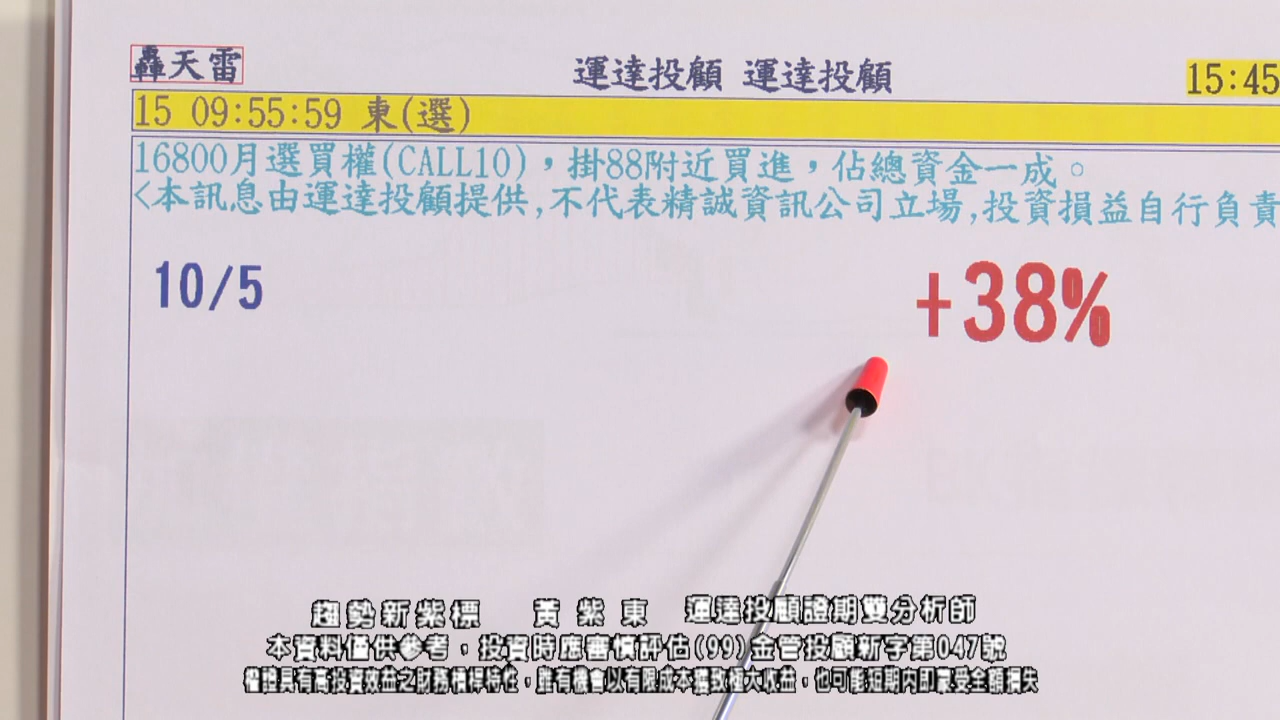 轟天雷
運達投顧 運達投顧
15:45
15 09:55:59 東(選)
16800月選買權(CALL10),掛88附近買進,佔總資金一成。
<本訊息由運達投顧提供,不代表精誠資訊公司立場,投資損益自行負責
10/5
+38%
趨勢新紫標 黃紫東 運達投顧證期雙分析師
本資料僅供參考,投資時應審慎評估(99)金管投顧新字第047號
權證具有高投資效益之財務槓桿特性,雖有機會以有限成本獲致極大收益,也可能短期內即蒙受全額損失